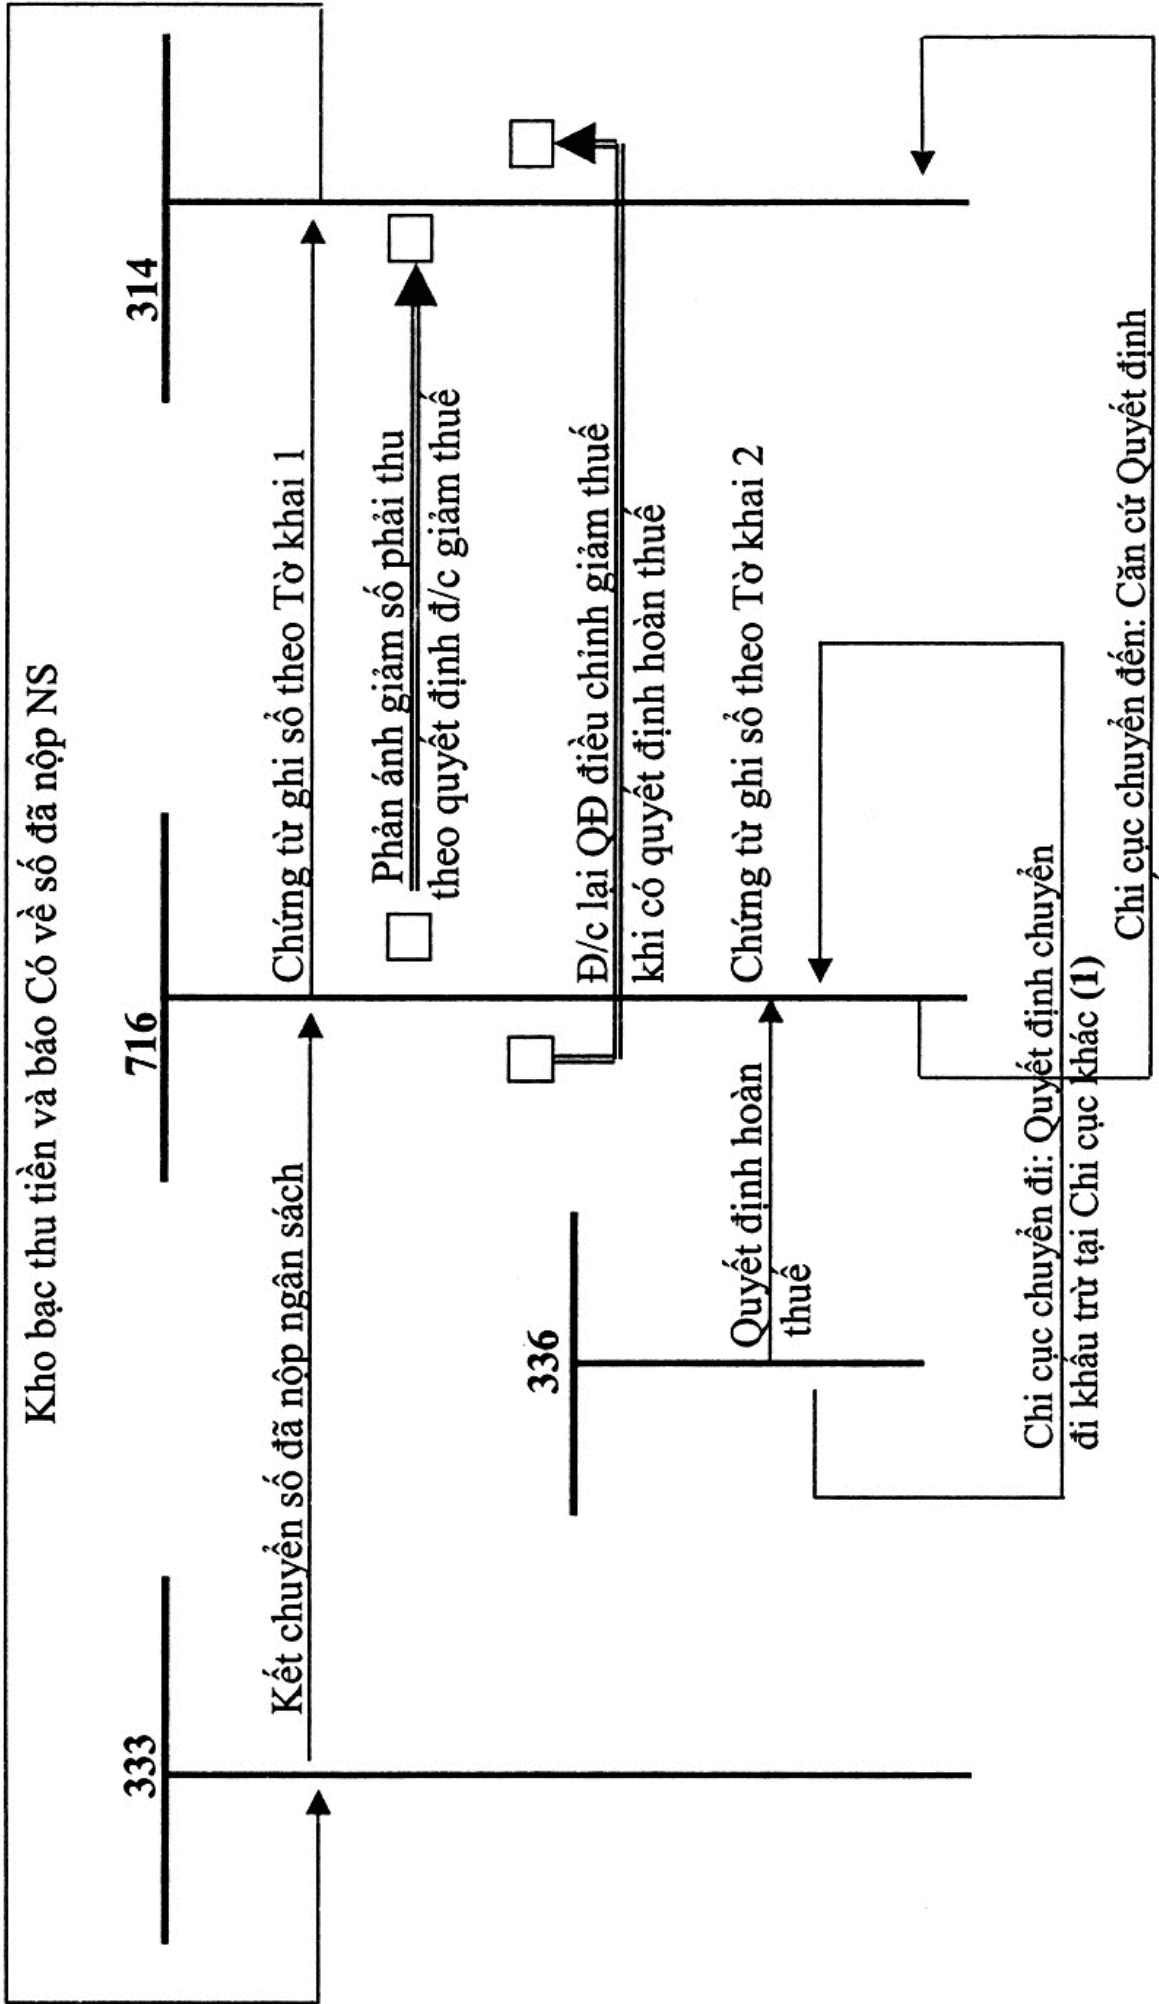 Kho bạc thu tiền và báo Có về số đã nộp NS
333
716
314
Kết chuyển số đã nộp ngân sách
Chứng từ ghi sổ theo Tờ khai 1
Phản ánh giảm số phải thu
theo quyết định đ/c giảm thuế
336
Đ/c lại QĐ điều chỉnh giảm thuế
khi có quyết định hoàn thuế
Quyết định hoàn
thuế
Chứng từ ghi sổ theo Tờ khai 2
Chi cục chuyển đi: Quyết định chuyển
đi khấu trừ tại Chi cục khác (1)
Chi cục chuyển đến: Căn cứ Quyết định